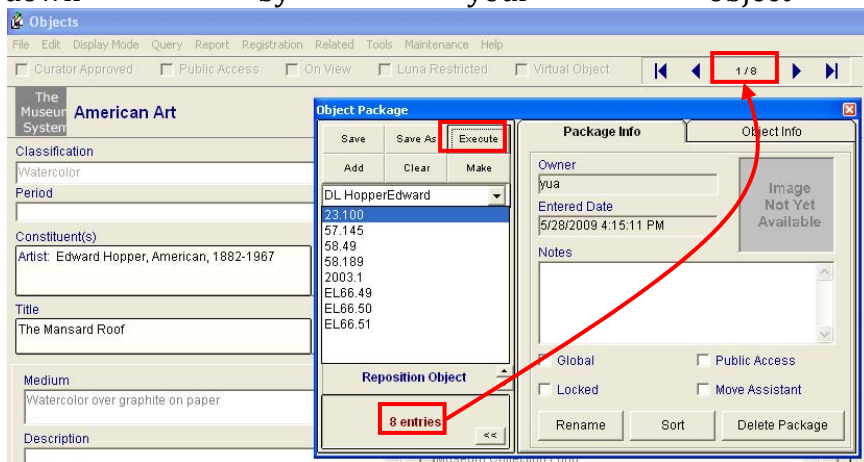 down by your object
Objects
File Edit Display Mode Query Report Registration Related Tools Maintenance Help
Curator Approved Public Access On View Luna Restricted Virtual Object 1/8
The Museum System
American Art
Classification
Watercolor
Period
Constituent(s)
Artist: Edward Hopper, American, 1882-1967
Title
The Mansard Roof
Medium
Watercolor over graphite on paper
Description
Object Package
Save Save As Execute
Add Clear Make
DL HopperEdward
23.100
57.145
58.49
58.189
2003.1
EL66.49
EL66.50
EL66.51
Reposition Object
8 entries
<<
Package Info Object Info
Owner
yua
Entered Date
5/28/2009 4:15:11 PM
Image
Not Yet
Available
Notes
Global Public Access
Locked Move Assistant
Rename Sort Delete Package